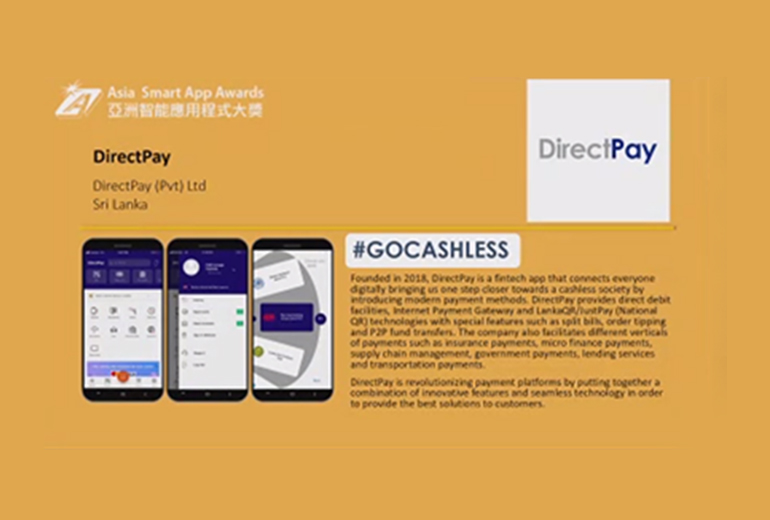 Asia Smart App Awards
亞洲智能應用程式大獎
DirectPay
DirectPay (Pvt) Ltd
Sri Lanka
DirectPay
#GOCASHLESS
Founded in 2018, DirectPay is a fintech app that connects everyone
digitally bringing us one step closer towards a cashless society by
introducing modern payment methods. DirectPay provides direct debit
facilities, Internet Payment Gateway and LankaQR/JustPay (National
QR) technologies with special features such as split bills, order tipping
and P2P fund transfers. The company also facilitates different verticals
of payments such as insurance payments, micro finance payments,
supply chain management, government payments, lending services
and transportation payments.
DirectPay is revolutionizing payment platforms by putting together a
combination of innovative features and seamless technology in order
to provide the best solutions to customers.